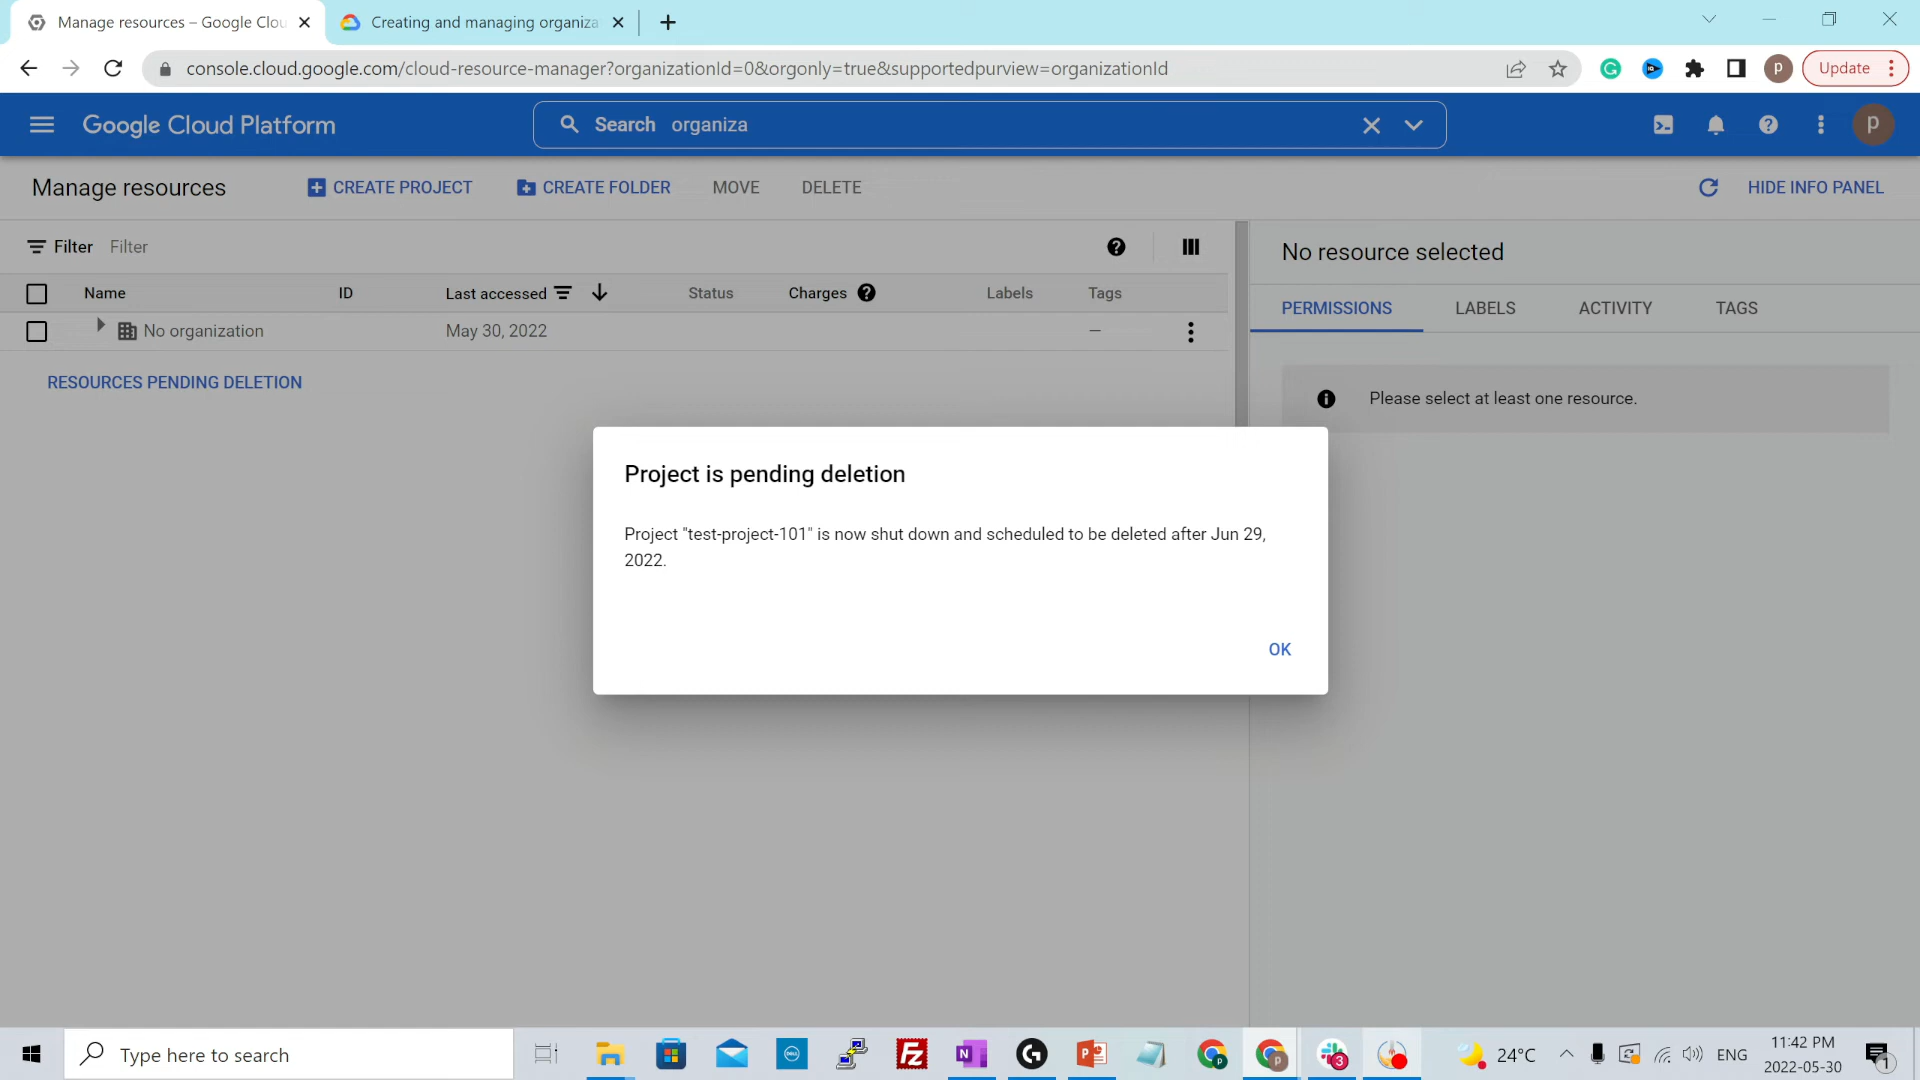 Manage resources – Google Clou
Creating and managing organiza
console.cloud.google.com/cloud-resource-manager?organizationId=0&orgonly=true&supportedpurview=organizationId
p
Update
Google Cloud Platform
Search organiza
p
Manage resources
CREATE PROJECT
CREATE FOLDER
MOVE
DELETE
HIDE INFO PANEL
Filter Filter
Name ID Last accessed Status Charges Labels Tags
No organization May 30, 2022 –
RESOURCES PENDING DELETION
No resource selected
PERMISSIONS LABELS ACTIVITY TAGS
Please select at least one resource.
Project is pending deletion
Project "test-project-101" is now shut down and scheduled to be deleted after Jun 29,
2022.
OK
Type here to search
24°C
ENG
11:42 PM
2022-05-30
3
1